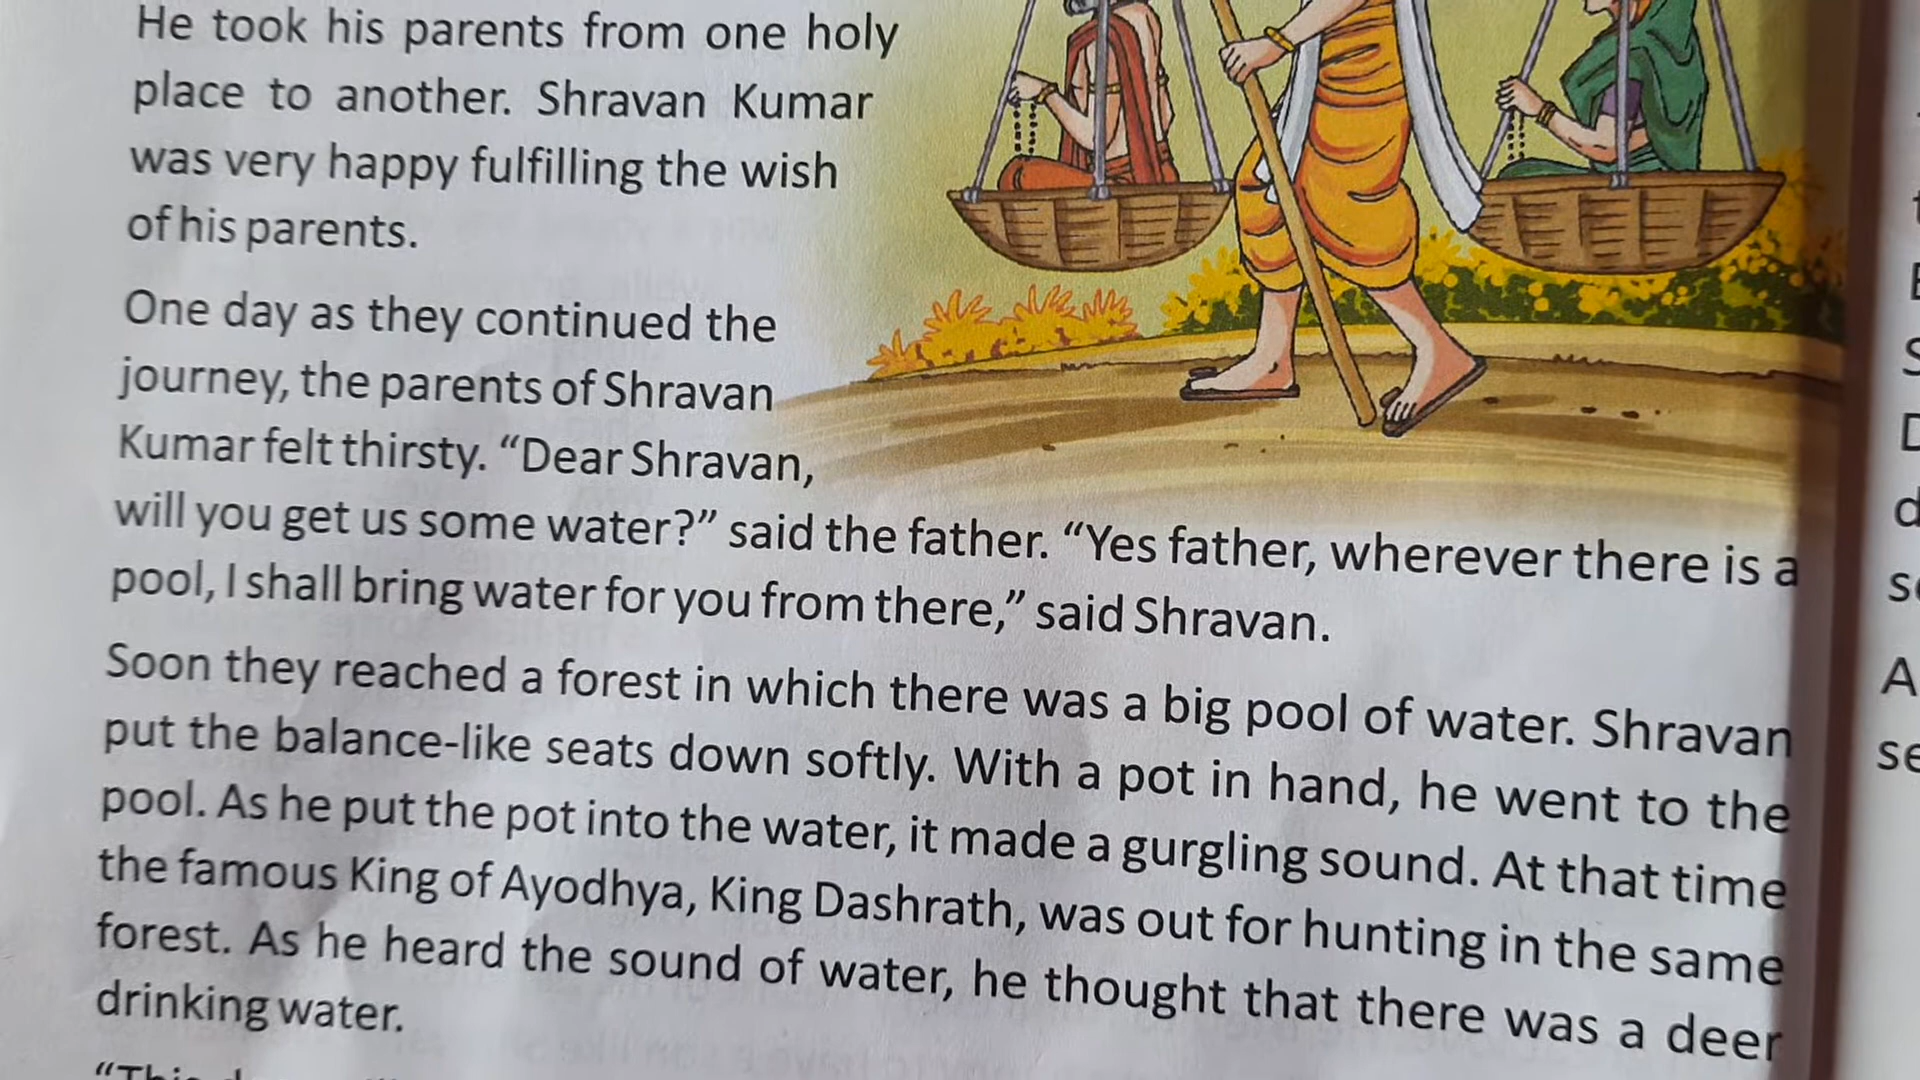 He took his parents from one holy
place to another. Shravan Kumar
was very happy fulfilling the wish
of his parents.
One day as they continued the
journey, the parents of Shravan
Kumar felt thirsty. “Dear Shravan,
will you get us some water?” said the father. “Yes father, wherever there is a
pool, I shall bring water for you from there,” said Shravan.
Soon they reached a forest in which there was a big pool of water. Shravan
put the balance-like seats down softly. With a pot in hand, he went to the
pool. As he put the pot into the water, it made a gurgling sound. At that time
the famous King of Ayodhya, King Dashrath, was out for hunting in the same
forest. As he heard the sound of water, he thought that there was a deer
drinking water.
“This